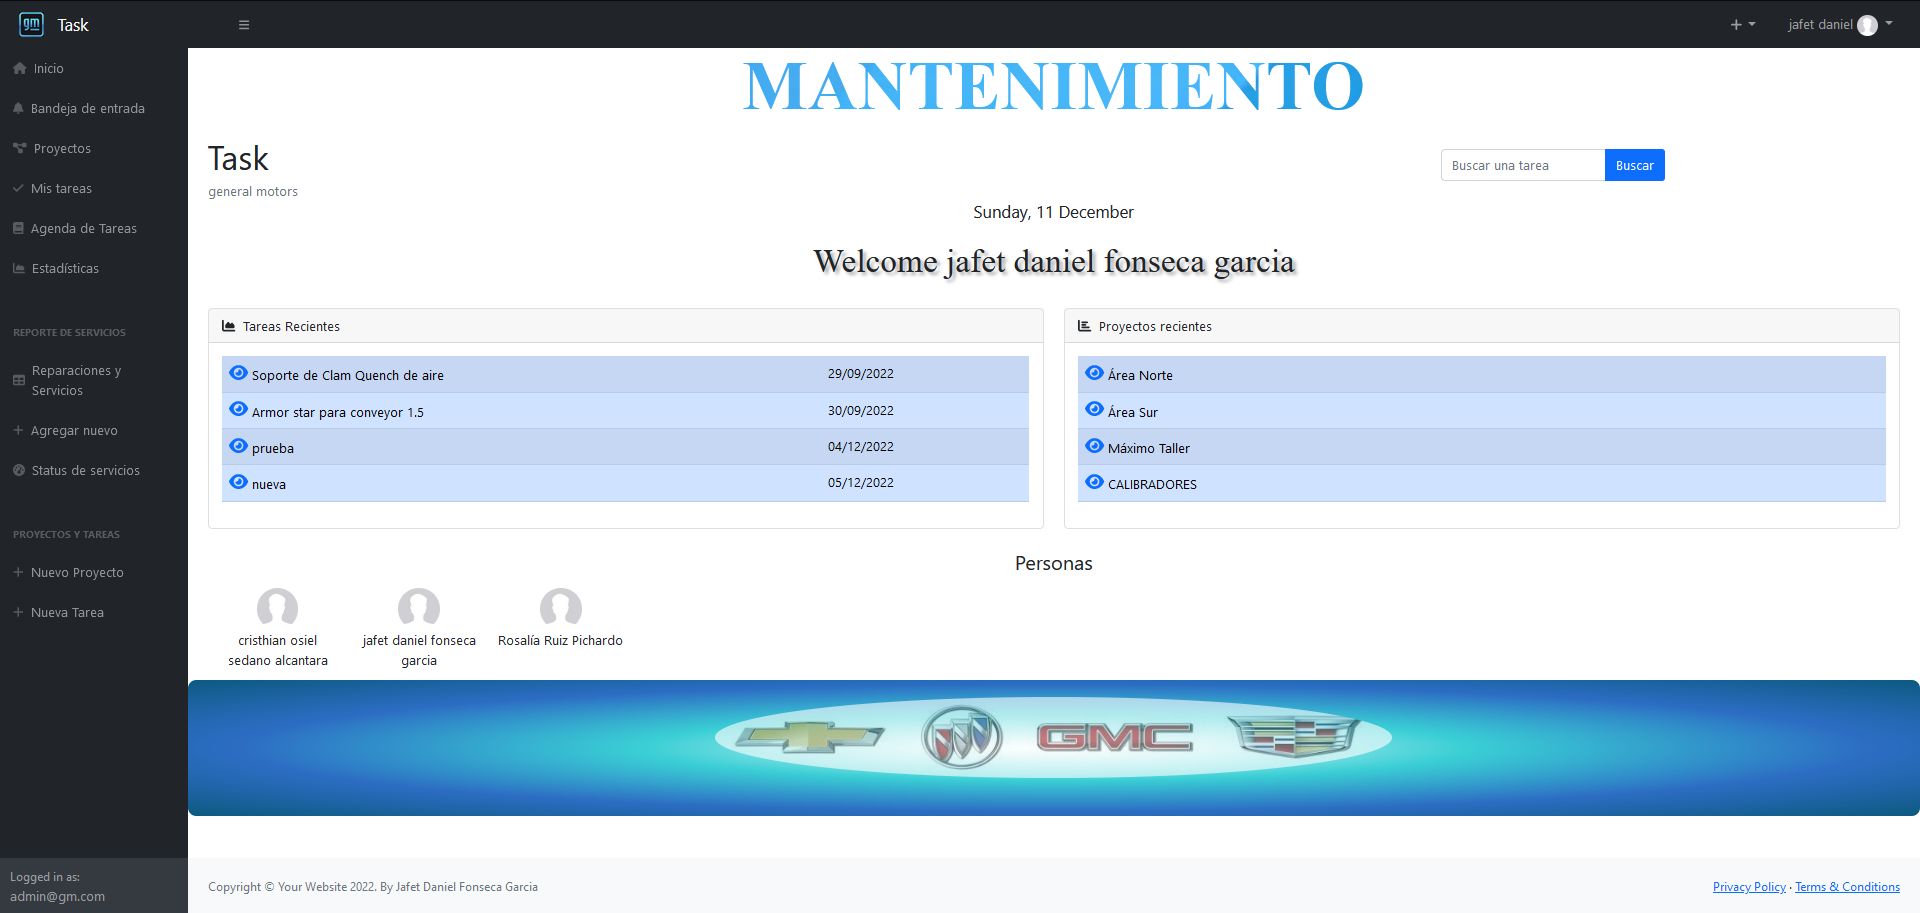 gm Task
jafet daniel
Inicio
Bandeja de entrada
Proyectos
Mis tareas
Agenda de Tareas
Estadísticas
REPORTE DE SERVICIOS
Reparaciones y
Servicios
Agregar nuevo
Status de servicios
PROYECTOS Y TAREAS
Nuevo Proyecto
Nueva Tarea
Logged in as:
admin@gm.com
MANTENIMIENTO
Task
general motors
Buscar una tarea Buscar
Sunday, 11 December
Welcome jafet daniel fonseca garcia
Tareas Recientes
Soporte de Clam Quench de aire 29/09/2022
Armor star para conveyor 1.5 30/09/2022
prueba 04/12/2022
nueva 05/12/2022
Proyectos recientes
Área Norte
Área Sur
Máximo Taller
CALIBRADORES
Personas
cristhian osiel
sedano alcantara
jafet daniel fonseca
garcia
Rosalía Ruiz Pichardo
GMC
Copyright © Your Website 2022. By Jafet Daniel Fonseca Garcia
Privacy Policy · Terms & Conditions